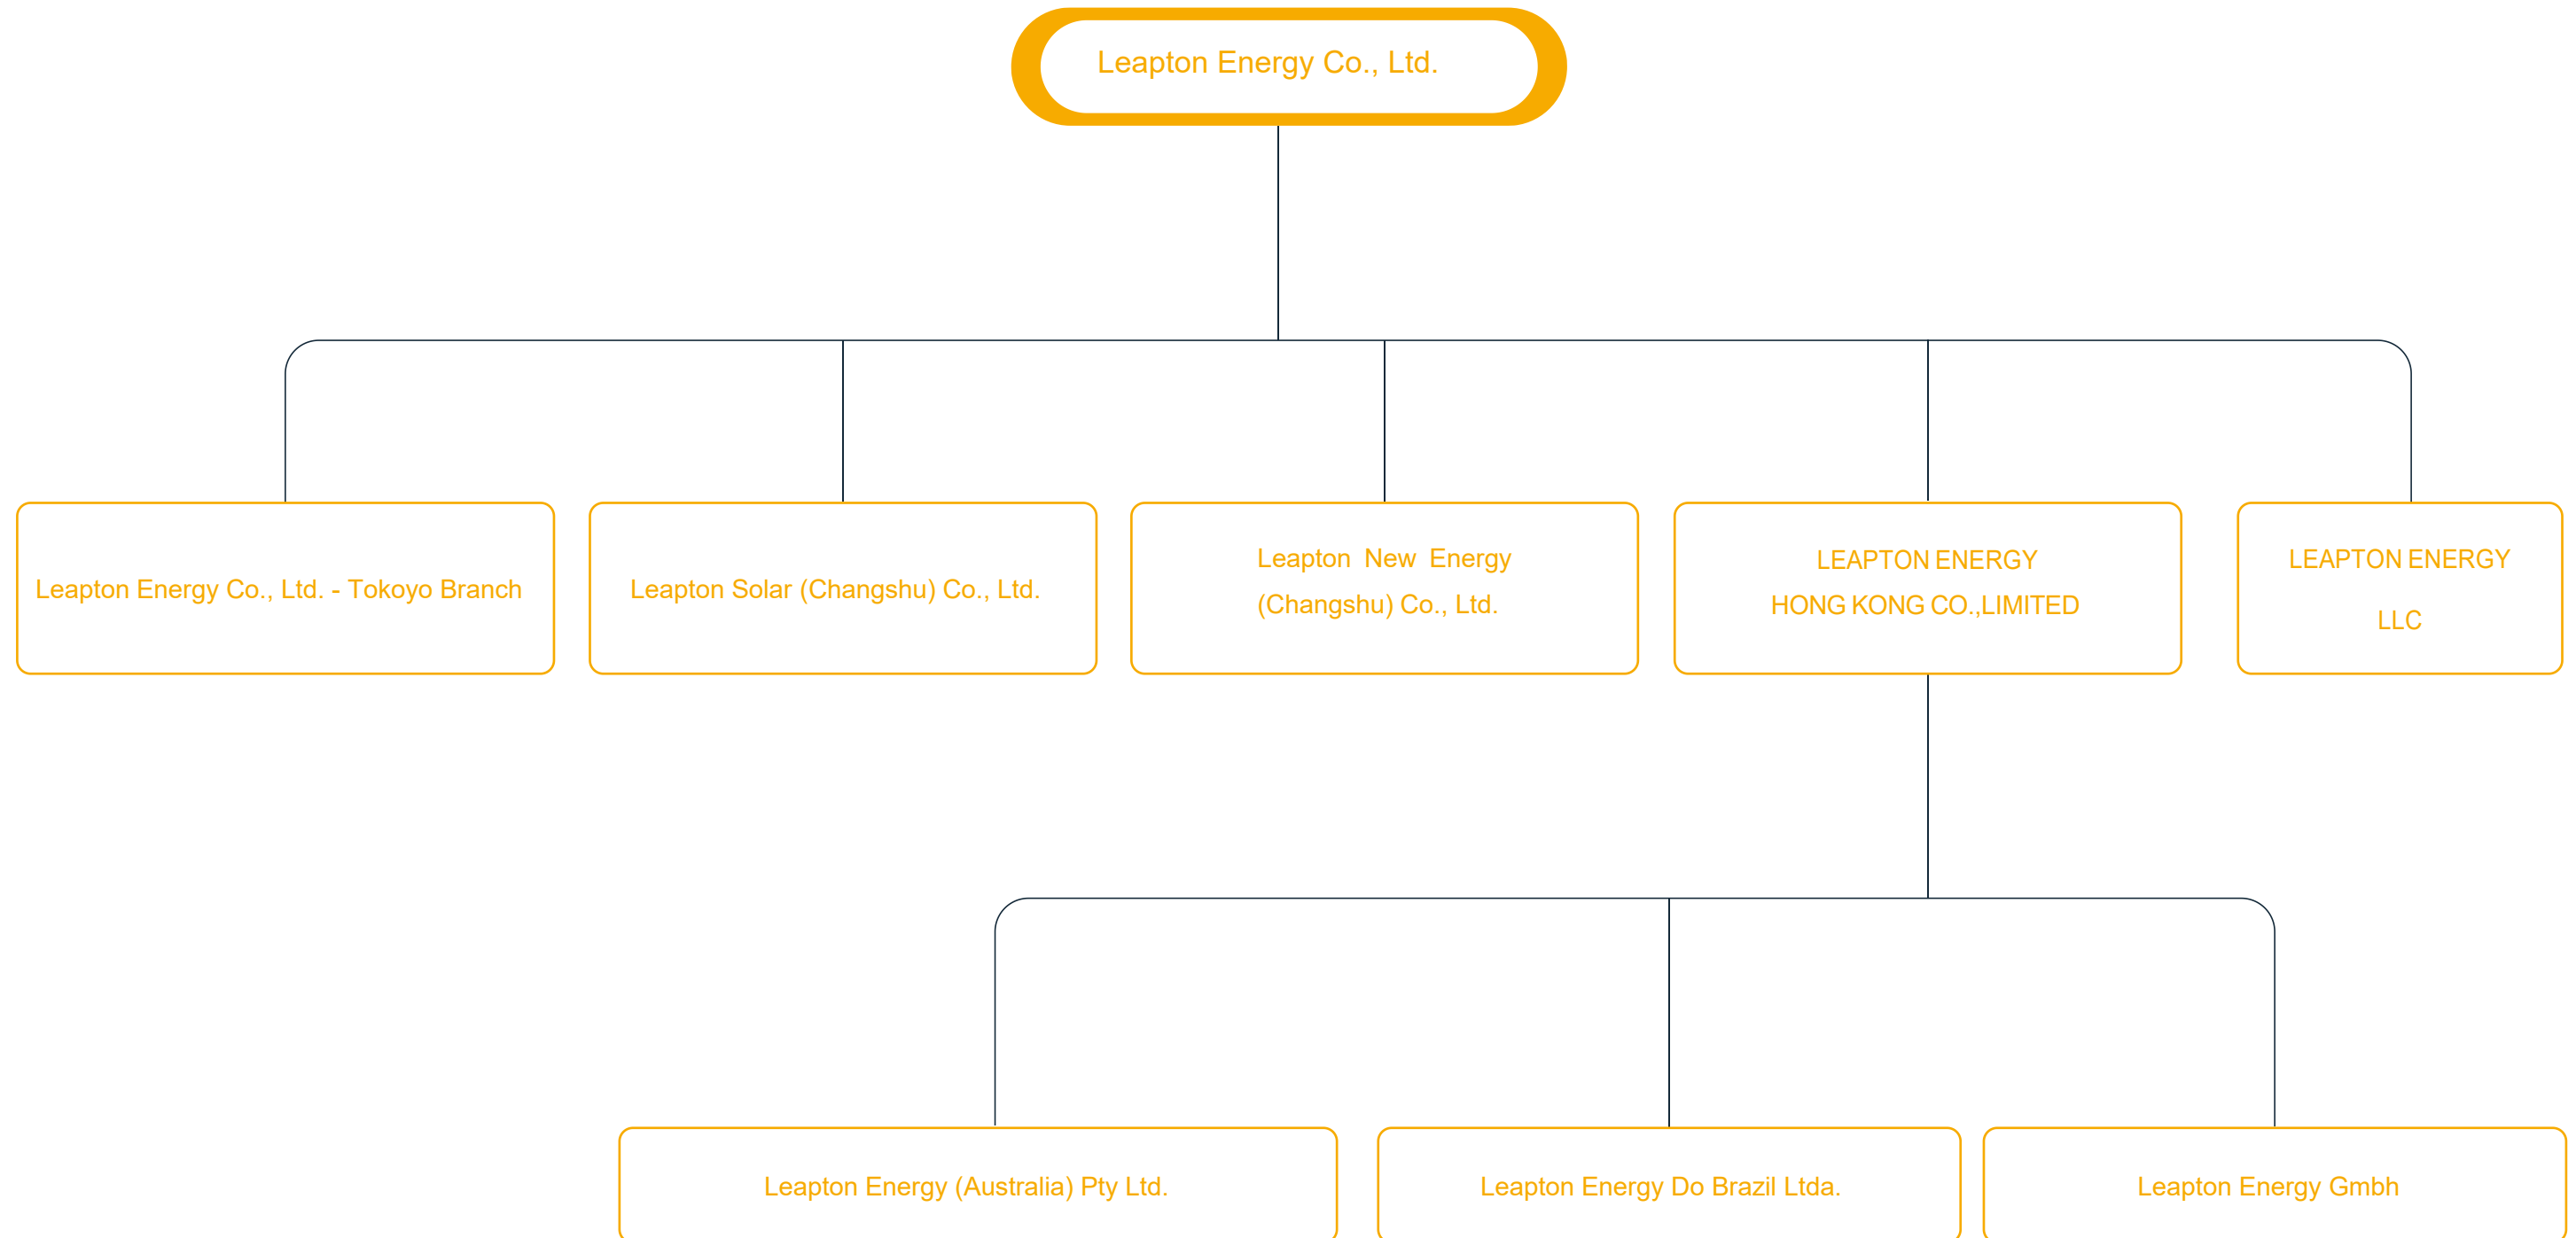 Leapton Energy Co., Ltd.
Leapton Energy Co., Ltd. - Tokoyo Branch
Leapton Solar (Changshu) Co., Ltd.
Leapton New Energy
(Changshu) Co., Ltd.
LEAPTON ENERGY
HONG KONG CO.,LIMITED
LEAPTON ENERGY
LLC
Leapton Energy (Australia) Pty Ltd.
Leapton Energy Do Brazil Ltda.
Leapton Energy Gmbh